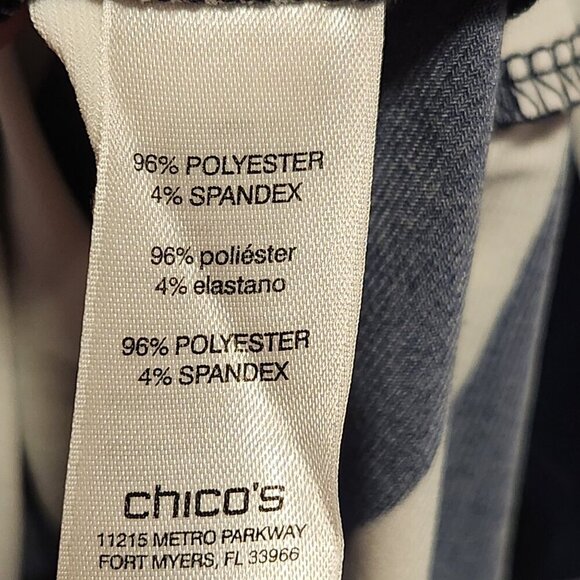 96% POLYESTER
4% SPANDEX
96% poliéster
4% elastano
96% POLYESTER
4% SPANDEX
chico's
11215 METRO PARKWAY
FORT MYERS, FL 33966